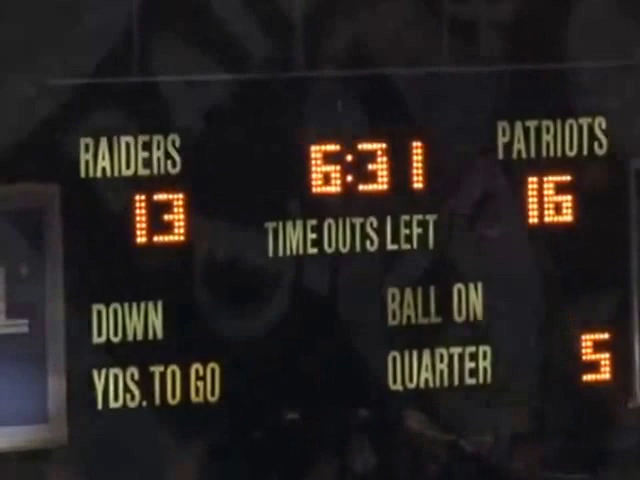 RAIDERS 6:31 PATRIOTS
13 16
TIME OUTS LEFT
DOWN BALL ON
YDS. TO GO QUARTER 5